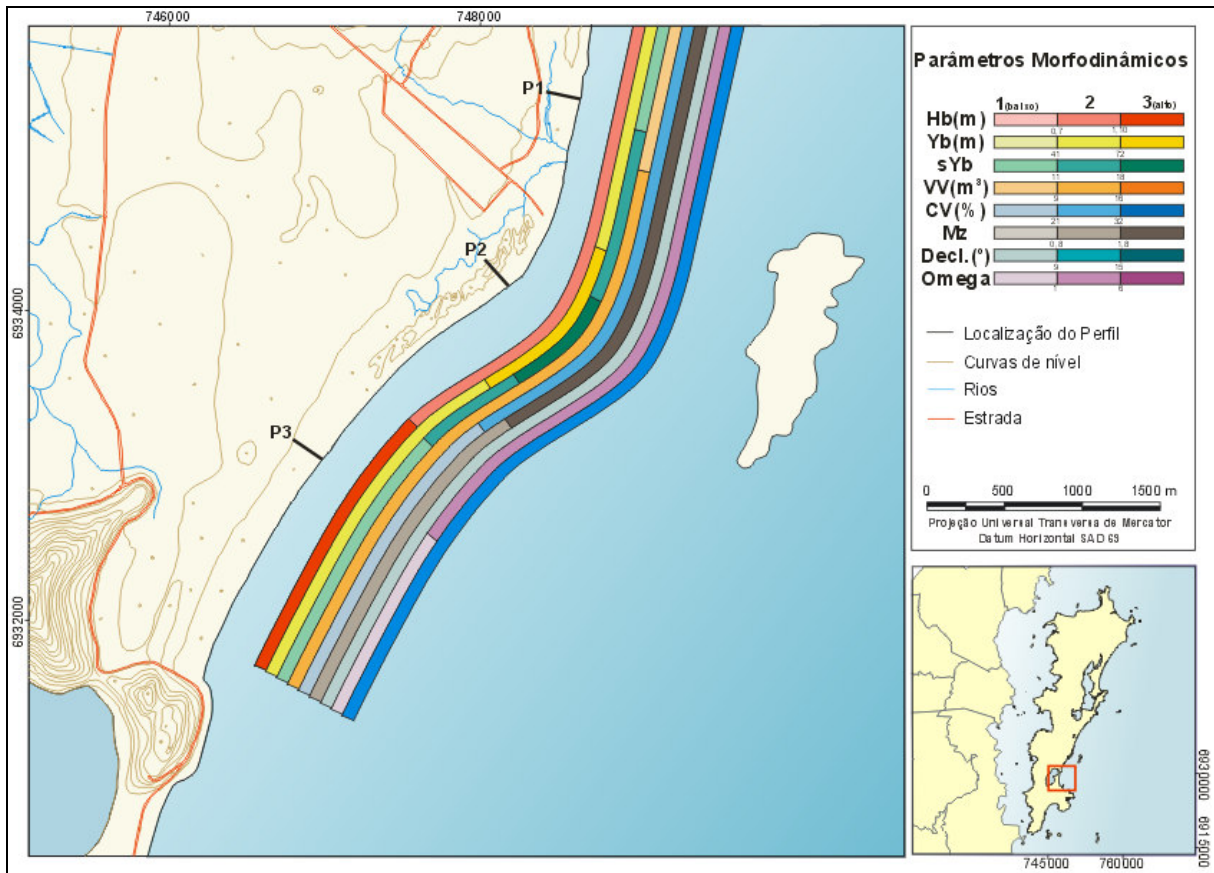 746000
748000
6934000
6932000
P1
P2
P3
Parâmetros Morfodinâmicos
1(baixo) 2 3(alto)
Hb(m)
0,7 1,10
Yb(m)
41 72
sYb
11 18
VV(m³)
9 16
CV(%)
21 32
Mz
0,8 1,8
Decl.(º)
9 15
Omega
1 6
Localização do Perfil
Curvas de nível
Rios
Estrada
0 500 1000 1500 m
Projeção Universal Transversa de Mercator
Datum Horizontal SAD 69
6930000
6915000
745000 760000